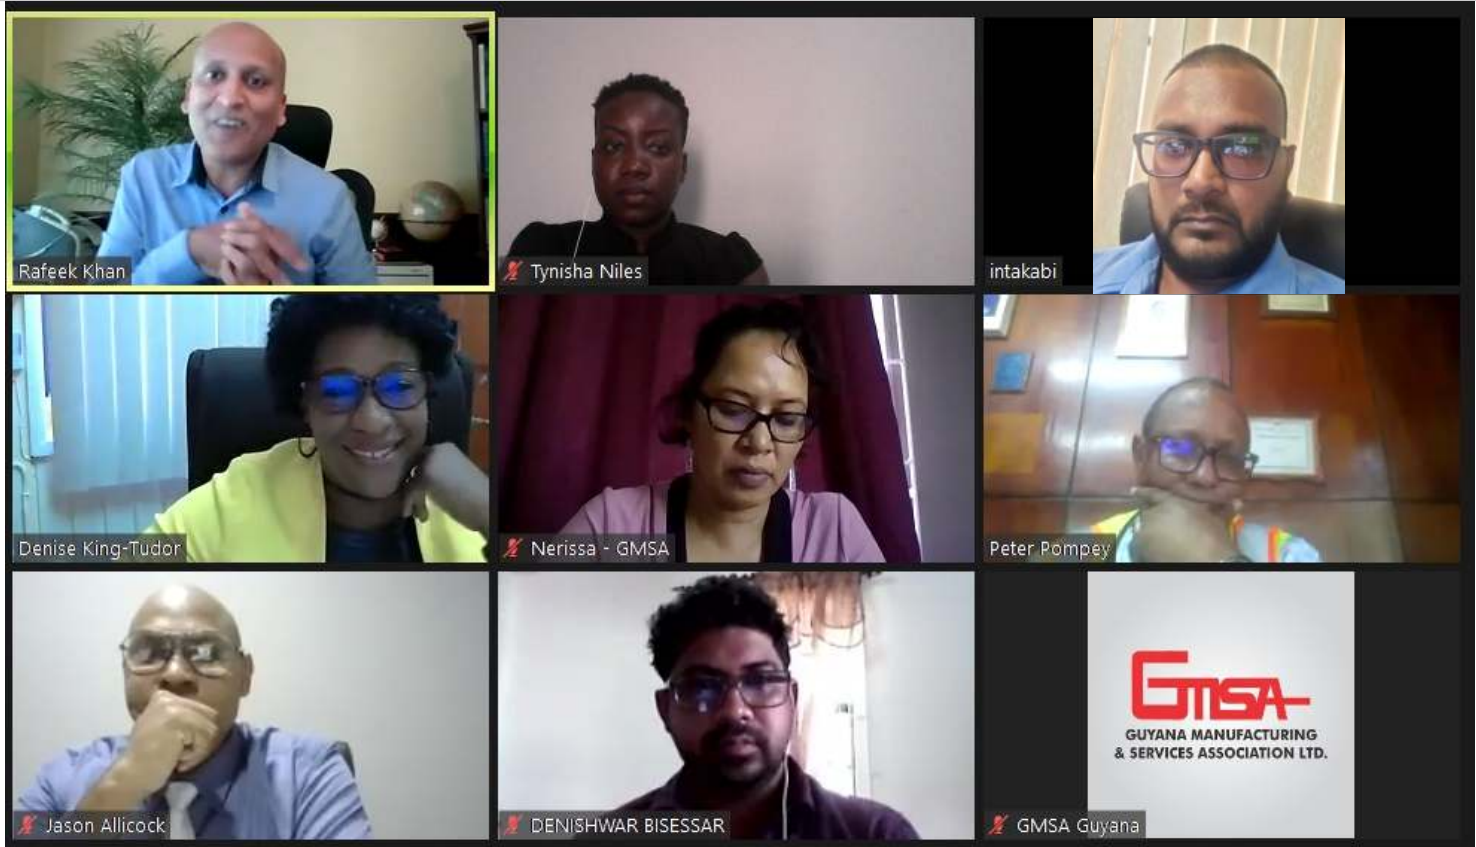 Rafeek Khan
Tynisha Niles
intakabi
Denise King-Tudor
Nerissa - GMSA
Peter Pompey
Jason Allicock
DENISHWAR BISESSAR
GMSA
GUYANA MANUFACTURING
& SERVICES ASSOCIATION LTD.
GMSA Guyana